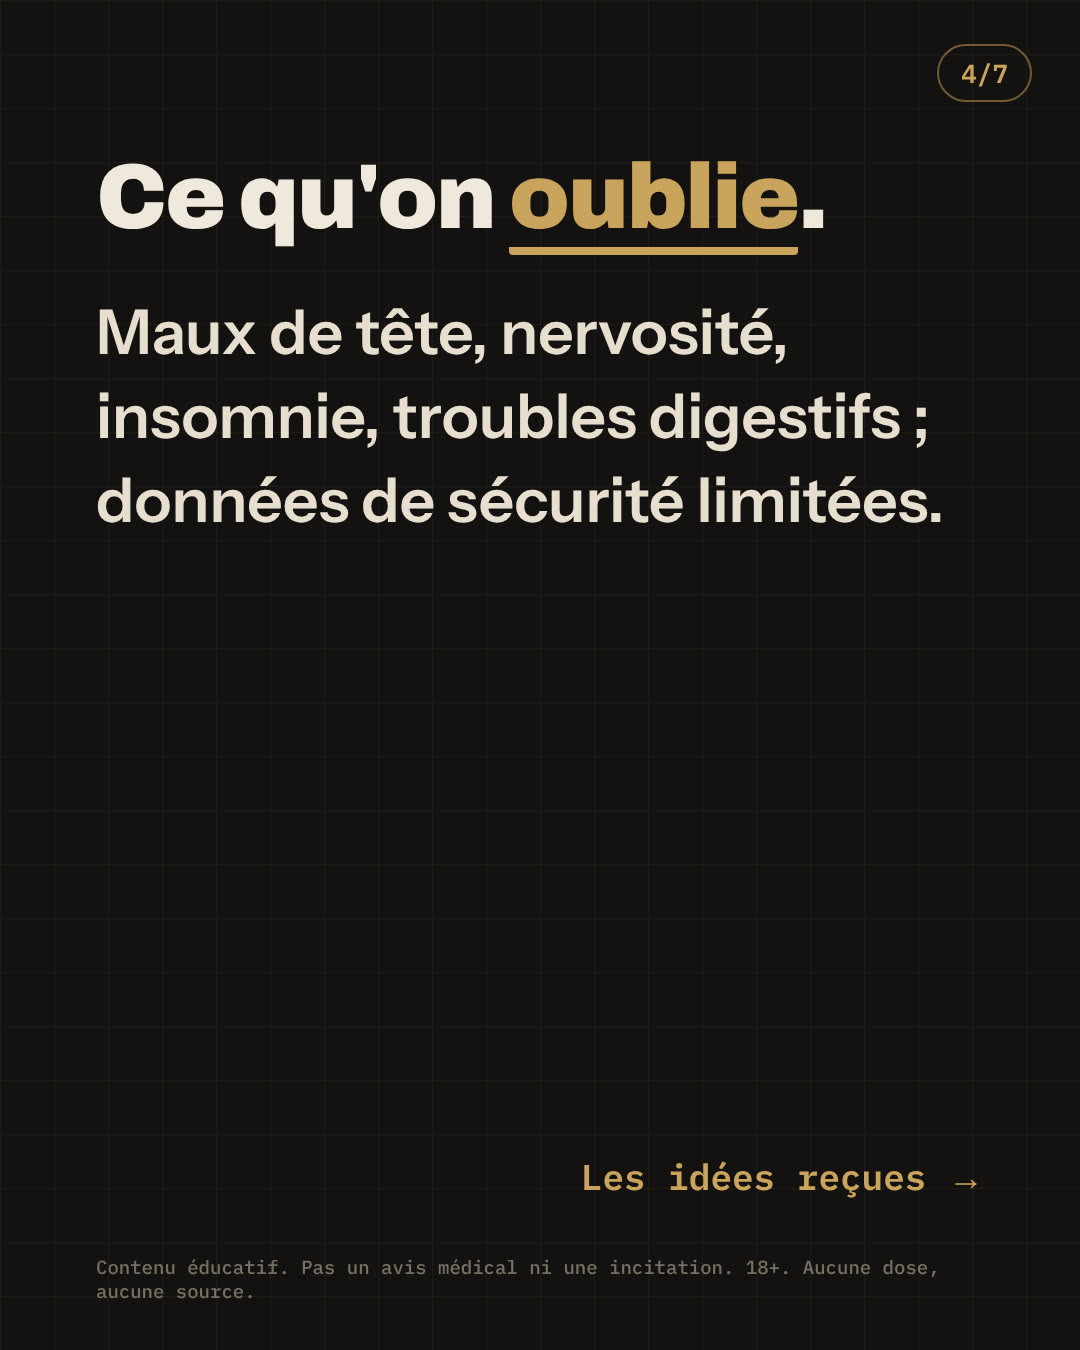 4/7
Ce qu'on oublie.
Maux de tête, nervosité,
insomnie, troubles digestifs ;
données de sécurité limitées.
Les idées reçues →
Contenu éducatif. Pas un avis médical ni une incitation. 18+. Aucune dose,
aucune source.